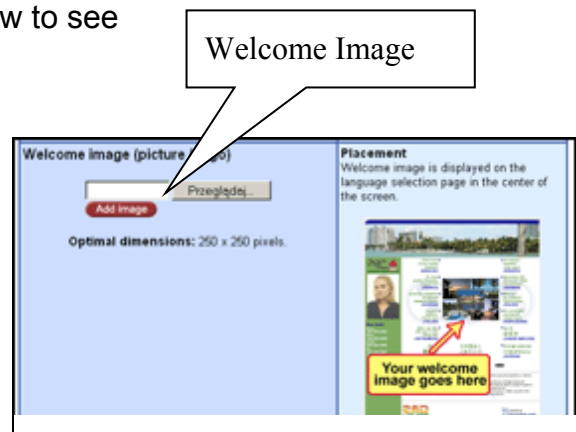 w to see
Welcome Image
Welcome image (picture
Przeglądej...
Add image
Optimal dimensions: 250 x 250 pixels.
Placement
Welcome image is displayed on the
language selection page in the center of
the screen.
Your welcome
image goes here